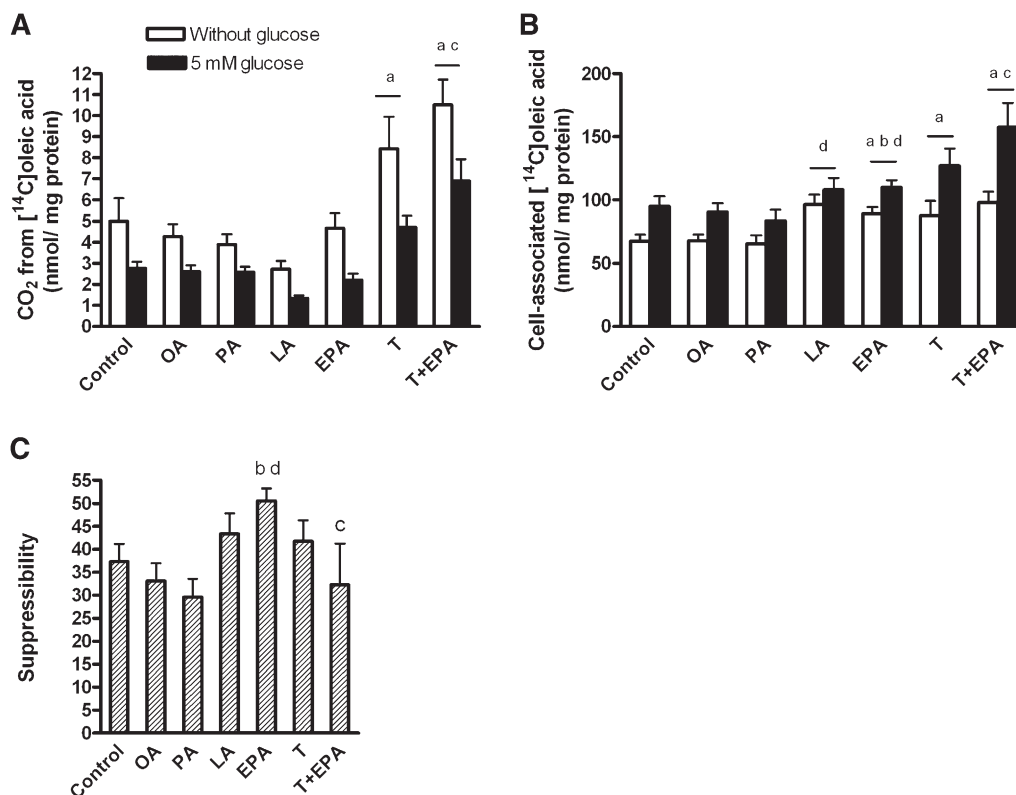 A
Without glucose
5 mM glucose
CO2 from [14C]oleic acid
(nmol/ mg protein)
12
11
10
9
8
7
6
5
4
3
2
1
0
a
a c
Control
OA
PA
LA
EPA
T
T+EPA
B
Cell-associated [14C]oleic acid
(nmol/ mg protein)
200
150
100
50
0
d
a b d
a
a c
Control
OA
PA
LA
EPA
T
T+EPA
C
Suppressibility
55
50
45
40
35
30
25
20
15
10
5
0
b d
c
Control
OA
PA
LA
EPA
T
T+EPA